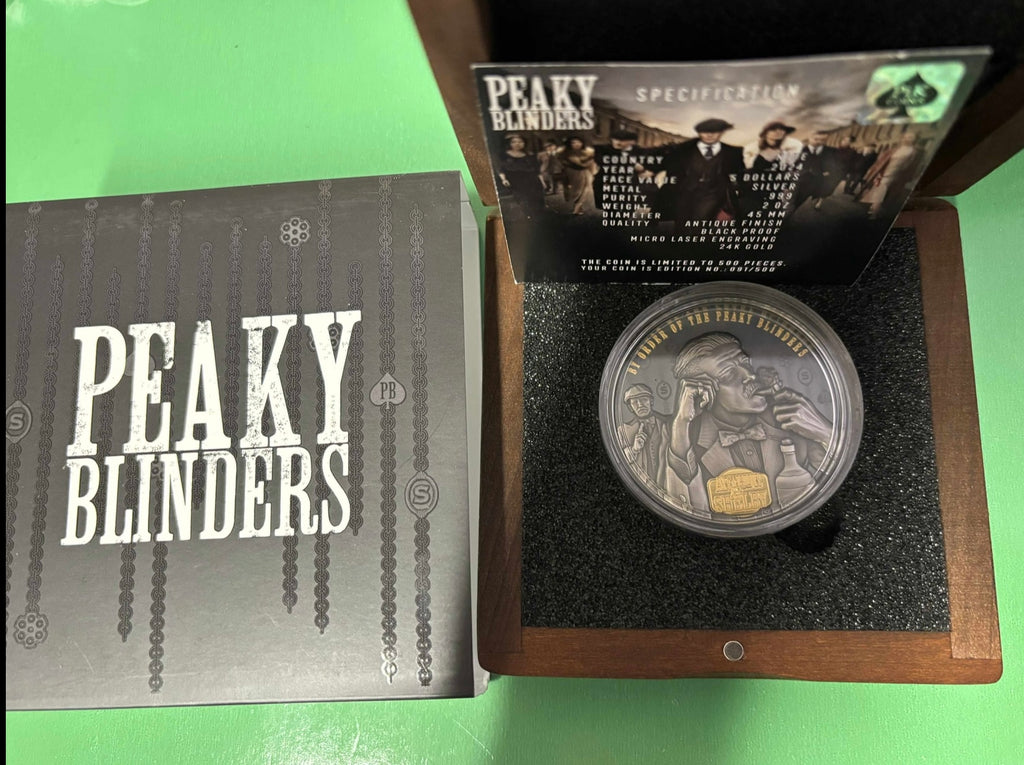 PEAKY
BLINDERS
PB
S
S
PEAKY
BLINDERS
SPECIFICATION
COUNTRY
YEAR 2024
FACE VALUE 5 DOLLARS
METAL SILVER
PURITY .999
WEIGHT 2 OZ
DIAMETER 45 MM
QUALITY ANTIQUE FINISH
BLACK PROOF
MICRO LASER ENGRAVING
24K GOLD
THE COIN IS LIMITED TO 500 PIECES.
YOUR COIN IS EDITION NO.: 091/500
BY ORDER OF THE PEAKY BLINDERS
SHELBY